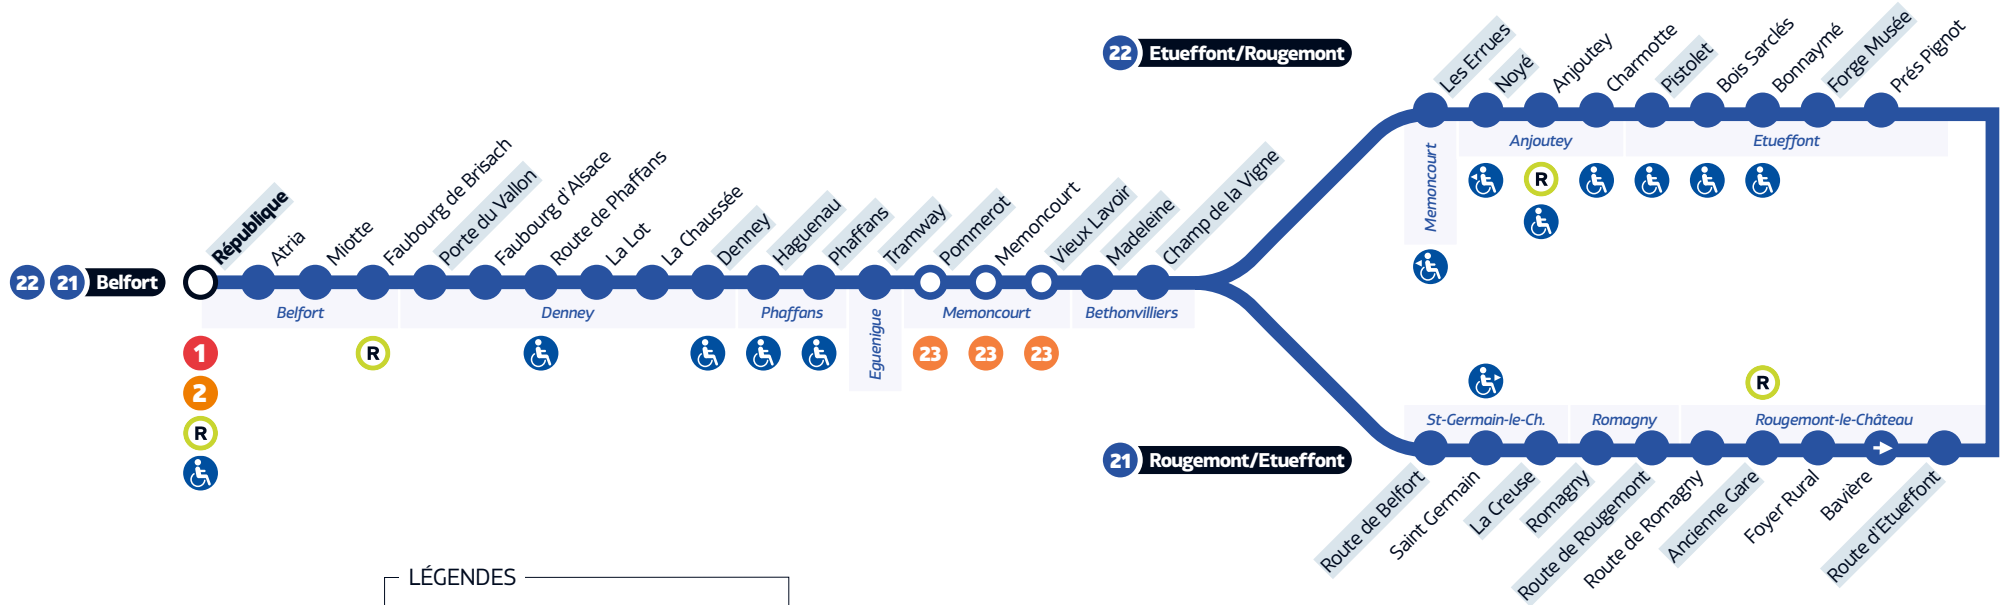 22 Etueffont/Rougemont
Les Errues
Noyé
Anjoutey
Charmotte
Pistolet
Bois Sarclés
Bonnaymé
Forge Musée
Prés Pignot
Memoncourt
Anjoutey
Etueffont
R
22 21 Belfort
République
Atria
Miotte
Faubourg de Brisach
Porte du Vallon
Faubourg d'Alsace
Route de Phaffans
La Lot
La Chaussée
Denney
Haguenau
Phaffans
Tramway
Pommerot
Memoncourt
Vieux Lavoir
Madeleine
Champ de la Vigne
Belfort
Denney
Phaffans
Eguenigue
Memoncourt
Bethonvilliers
1
2
R
R
23
23
23
21 Rougemont/Etueffont
R
St-Germain-le-Ch.
Romagny
Rougemont-le-Château
Route de Belfort
Saint Germain
La Creuse
Romagny
Route de Rougemont
Route de Romagny
Ancienne Gare
Foyer Rural
Bavière
Route d'Etueffont
LÉGENDES